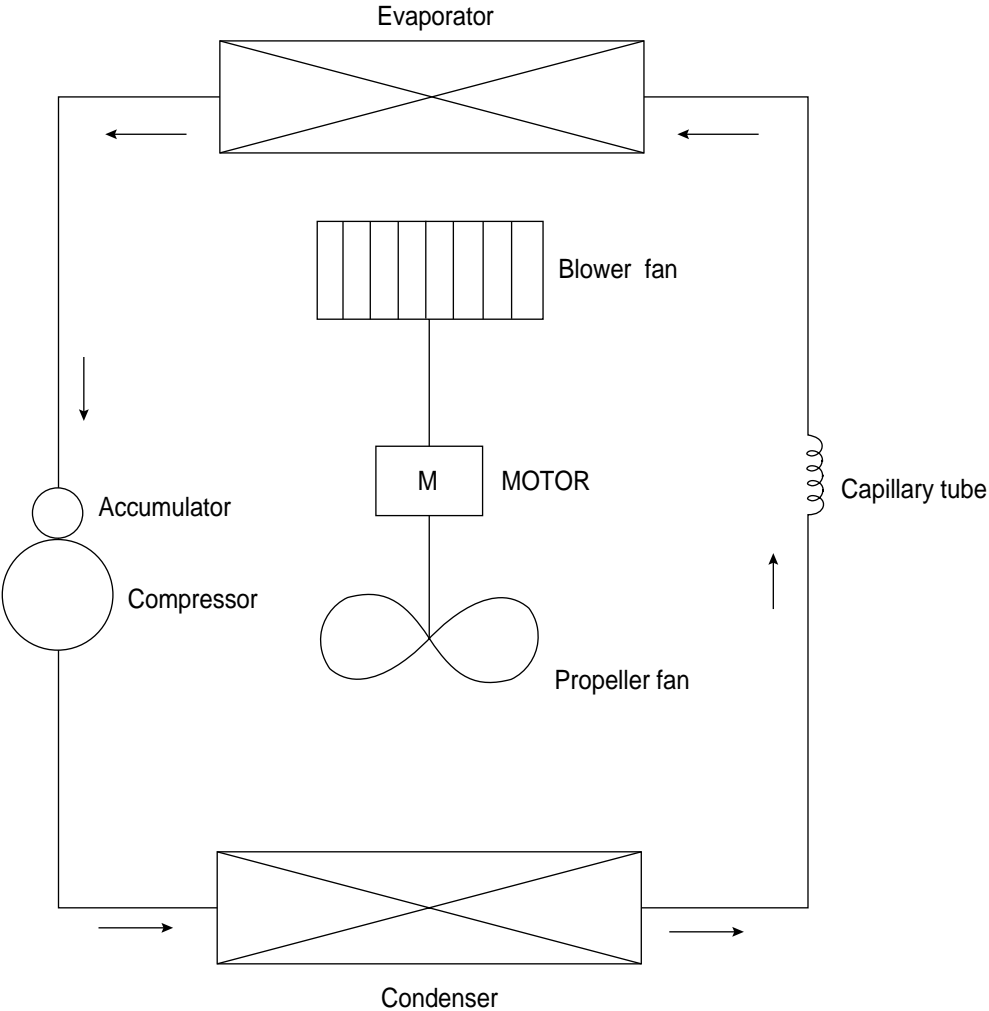 Evaporator
Blower fan
M
MOTOR
Capillary tube
Accumulator
Compressor
Propeller fan
Condenser